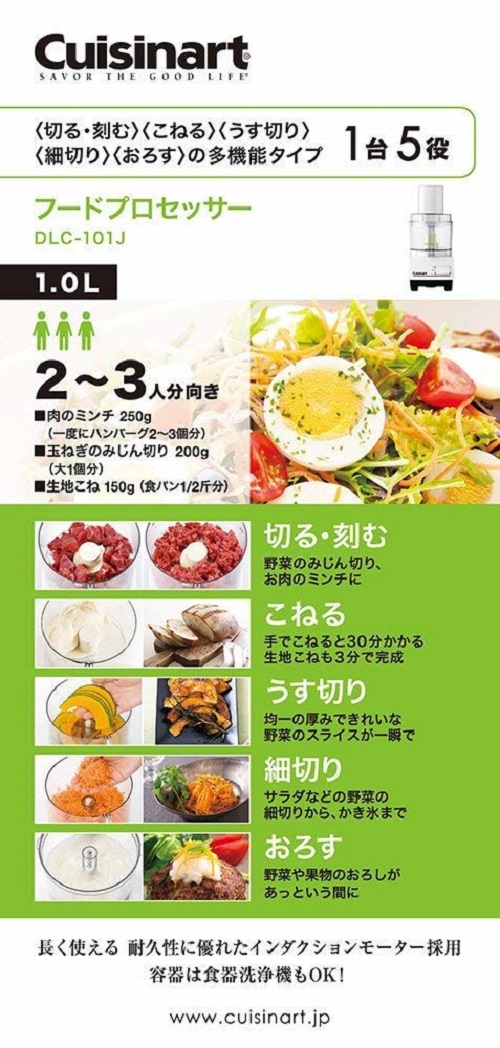 Cuisinart®
SAVOR THE GOOD LIFE®
〈切る・刻む〉〈こねる〉〈うす切り〉
〈細切り〉〈おろす〉の多機能タイプ
1台5役
フードプロセッサー
DLC-101J
Cuisinart
1.0L
2〜3人分向き
■肉のミンチ 250g
(一度にハンバーグ2〜3個分)
■玉ねぎのみじん切り 200g
(大1個分)
■生地こね 150g (食パン1/2斤分)
切る・刻む
野菜のみじん切り、
お肉のミンチに
こねる
手でこねると30分かかる
生地こねも3分で完成
うす切り
均一の厚みできれいな
野菜のスライスが一瞬で
細切り
サラダなどの野菜の
細切りから、かき氷まで
おろす
野菜や果物のおろしが
あっという間に
長く使える 耐久性に優れたインダクションモーター採用
容器は食器洗浄機もOK!
www.cuisinart.jp